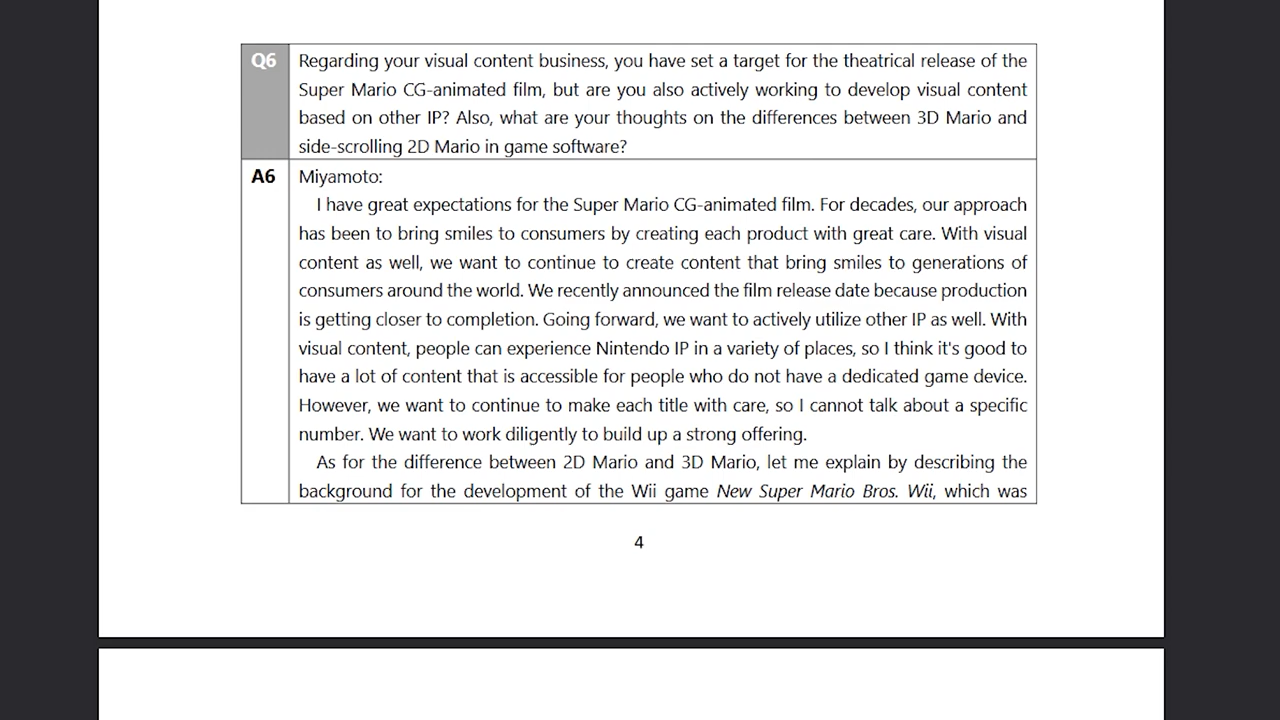 Q6
Regarding your visual content business, you have set a target for the theatrical release of the
Super Mario CG-animated film, but are you also actively working to develop visual content
based on other IP? Also, what are your thoughts on the differences between 3D Mario and
side-scrolling 2D Mario in game software?
A6
Miyamoto:
I have great expectations for the Super Mario CG-animated film. For decades, our approach
has been to bring smiles to consumers by creating each product with great care. With visual
content as well, we want to continue to create content that bring smiles to generations of
consumers around the world. We recently announced the film release date because production
is getting closer to completion. Going forward, we want to actively utilize other IP as well. With
visual content, people can experience Nintendo IP in a variety of places, so I think it's good to
have a lot of content that is accessible for people who do not have a dedicated game device.
However, we want to continue to make each title with care, so I cannot talk about a specific
number. We want to work diligently to build up a strong offering.
As for the difference between 2D Mario and 3D Mario, let me explain by describing the
background for the development of the Wii game New Super Mario Bros. Wii, which was
4